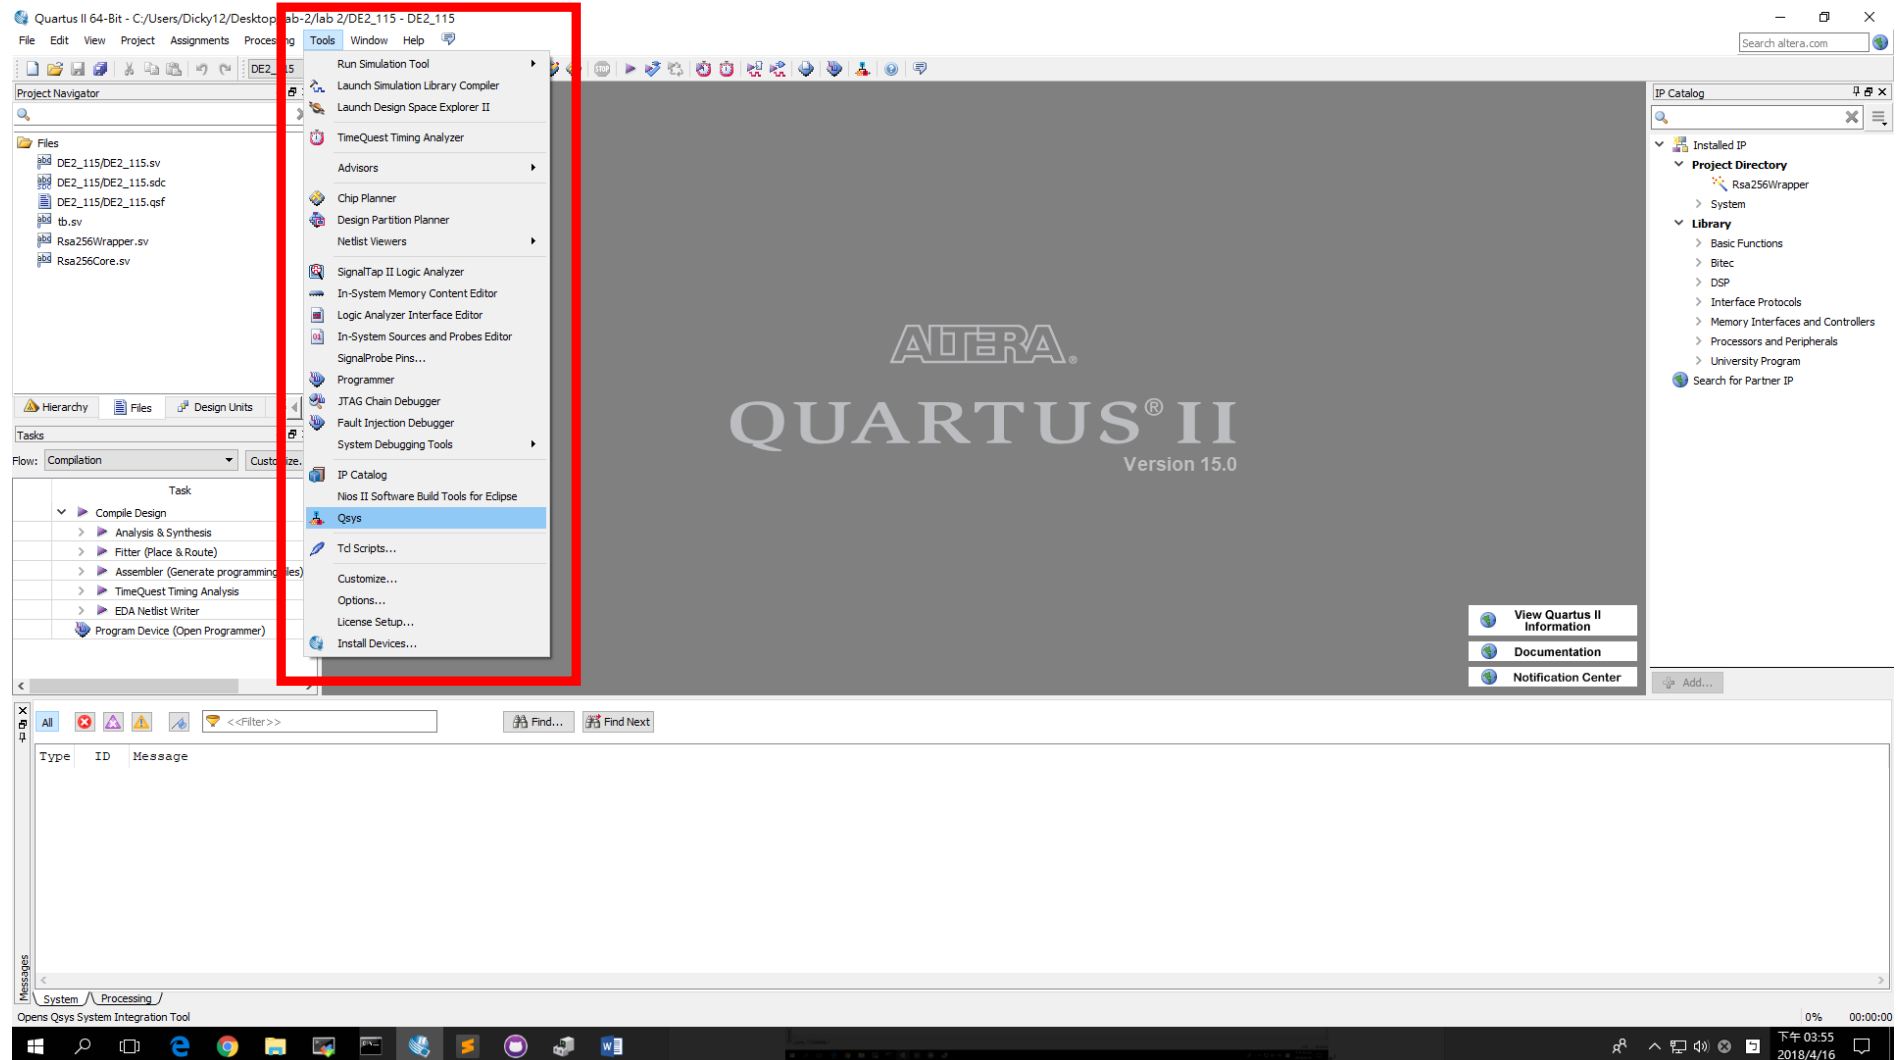 Quartus II 64-Bit - C:/Users/Dicky12/Desktop/lab-2/lab 2/DE2_115 - DE2_115
File Edit View Project Assignments Processing Tools Window Help
Search altera.com
DE2_115
Project Navigator
Files
DE2_115/DE2_115.sv
DE2_115/DE2_115.sdc
DE2_115/DE2_115.qsf
tb.sv
Rsa256Wrapper.sv
Rsa256Core.sv
Hierarchy Files Design Units
Tasks
Flow: Compilation Customize...
Task
Compile Design
Analysis & Synthesis
Fitter (Place & Route)
Assembler (Generate programming files)
TimeQuest Timing Analysis
EDA Netlist Writer
Program Device (Open Programmer)
Run Simulation Tool
Launch Simulation Library Compiler
Launch Design Space Explorer II
TimeQuest Timing Analyzer
Advisors
Chip Planner
Design Partition Planner
Netlist Viewers
SignalTap II Logic Analyzer
In-System Memory Content Editor
Logic Analyzer Interface Editor
In-System Sources and Probes Editor
SignalProbe Pins...
Programmer
JTAG Chain Debugger
Fault Injection Debugger
System Debugging Tools
IP Catalog
Nios II Software Build Tools for Eclipse
Qsys
Tcl Scripts...
Customize...
Options...
License Setup...
Install Devices...
ALTERA®
QUARTUS® II
Version 15.0
View Quartus II
Information
Documentation
Notification Center
IP Catalog
Installed IP
Project Directory
Rsa256Wrapper
System
Library
Basic Functions
Bitec
DSP
Interface Protocols
Memory Interfaces and Controllers
Processors and Peripherals
University Program
Search for Partner IP
Add...
All <<Filter>> Find... Find Next
Type ID Message
Messages
System Processing
Opens Qsys System Integration Tool
0% 00:00:00
下午 03:55
2018/4/16